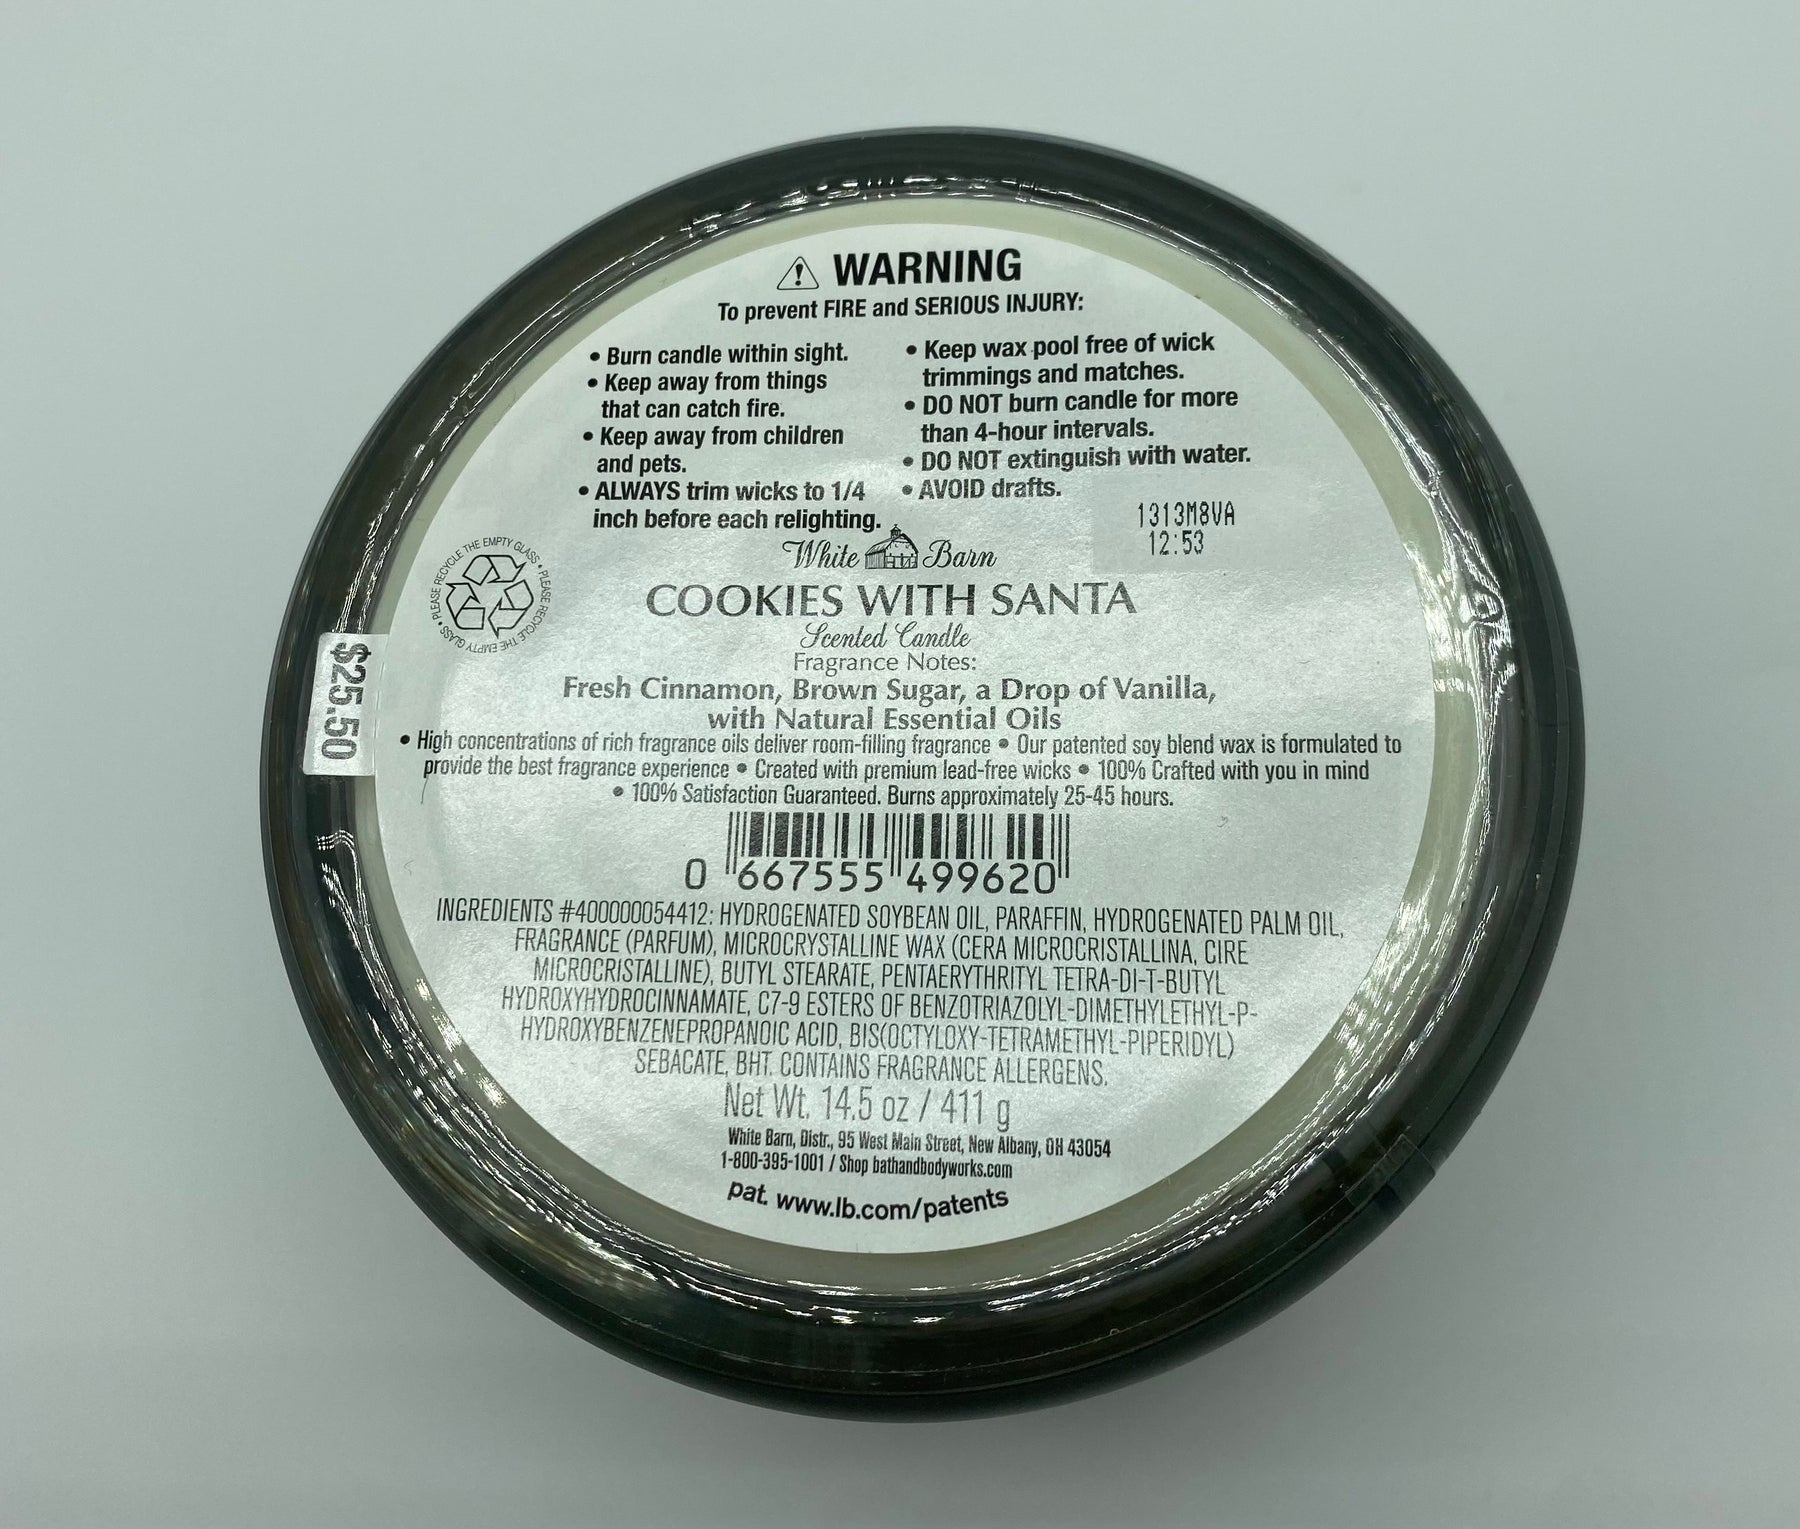 WARNING
To prevent FIRE and SERIOUS INJURY:
• Burn candle within sight.
• Keep away from things
that can catch fire.
• Keep away from children
and pets.
• ALWAYS trim wicks to 1/4
inch before each relighting.
• Keep wax pool free of wick
trimmings and matches.
• DO NOT burn candle for more
than 4-hour intervals.
• DO NOT extinguish with water.
• AVOID drafts.
1313M8VA
12:53
PLEASE RECYCLE THE EMPTY GLASS • PLEASE RECYCLE THE EMPTY GLASS •
White Barn
COOKIES WITH SANTA
Scented Candle
Fragrance Notes:
Fresh Cinnamon, Brown Sugar, a Drop of Vanilla,
with Natural Essential Oils
• High concentrations of rich fragrance oils deliver room-filling fragrance • Our patented soy blend wax is formulated to
provide the best fragrance experience • Created with premium lead-free wicks • 100% Crafted with you in mind
• 100% Satisfaction Guaranteed. Burns approximately 25-45 hours.
$25.50
0 667555 499620
INGREDIENTS #400000054412: HYDROGENATED SOYBEAN OIL, PARAFFIN, HYDROGENATED PALM OIL,
FRAGRANCE (PARFUM), MICROCRYSTALLINE WAX (CERA MICROCRISTALLINA, CIRE
MICROCRISTALLINE), BUTYL STEARATE, PENTAERYTHRITYL TETRA-DI-T-BUTYL
HYDROXYHYDROCINNAMATE, C7-9 ESTERS OF BENZOTRIAZOLYL-DIMETHYLETHYL-P-
HYDROXYBENZENEPROPANOIC ACID, BIS(OCTYLOXY-TETRAMETHYL-PIPERIDYL)
SEBACATE, BHT. CONTAINS FRAGRANCE ALLERGENS.
Net Wt. 14.5 oz / 411 g
White Barn, Distr., 95 West Main Street, New Albany, OH 43054
1-800-395-1001 / Shop bathandbodyworks.com
pat. www.lb.com/patents